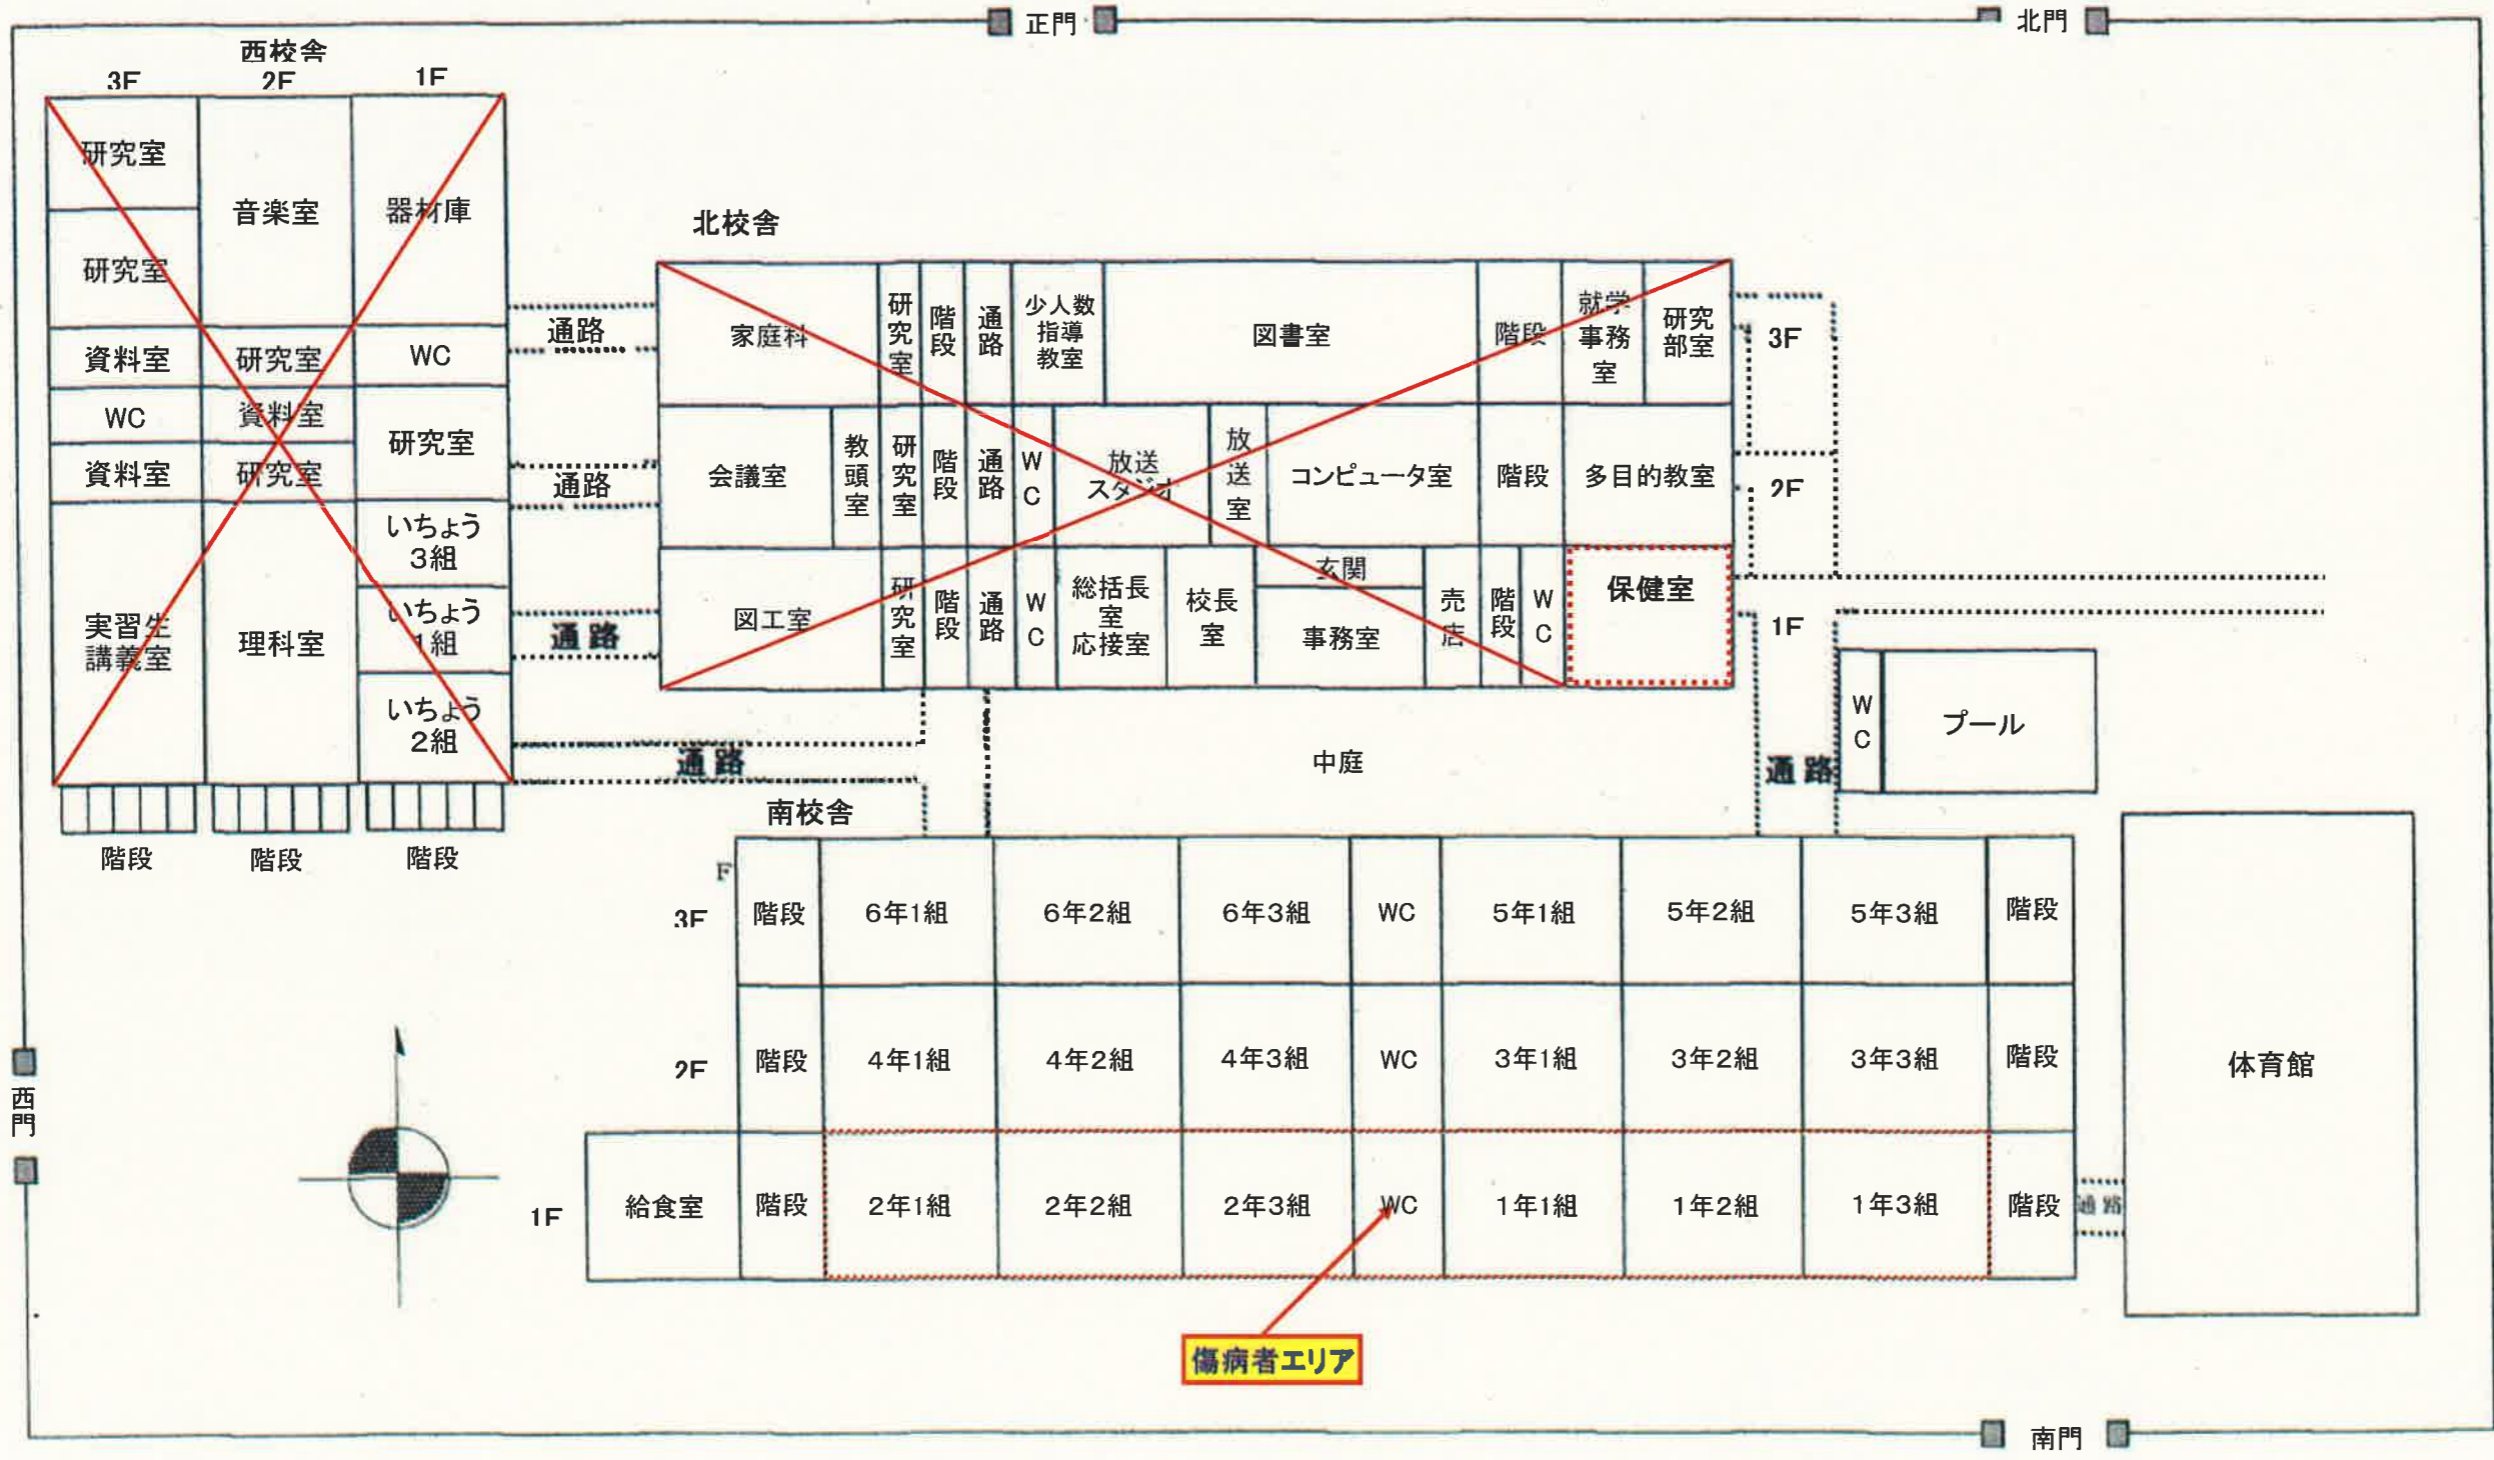 正門
北門
西校舎
3F
2F
1F
研究室
音楽室
器材庫
研究室
資料室
研究室
WC
WC
資料室
研究室
資料室
研究室
いちょう
3組
いちょう
1組
いちょう
2組
実習生
講義室
理科室
階段
階段
階段
通路
通路
通路
通路
北校舎
家庭科
研究室
階段
通路
少人数
指導
教室
図書室
階段
就学
事務
室
研究
部室
3F
会議室
教頭室
研究室
階段
通路
WC
放送
スタジオ
放送室
コンピュータ室
階段
多目的教室
2F
図工室
研究室
階段
通路
WC
総括長
室
応接室
校長
室
玄関
事務室
売店
階段
WC
保健室
1F
WC
プール
中庭
通路
南校舎
F
3F
階段
6年1組
6年2組
6年3組
WC
5年1組
5年2組
5年3組
階段
2F
階段
4年1組
4年2組
4年3組
WC
3年1組
3年2組
3年3組
階段
1F
給食室
階段
2年1組
2年2組
2年3組
WC
1年1組
1年2組
1年3組
階段
通路
体育館
西門
傷病者エリア
南門